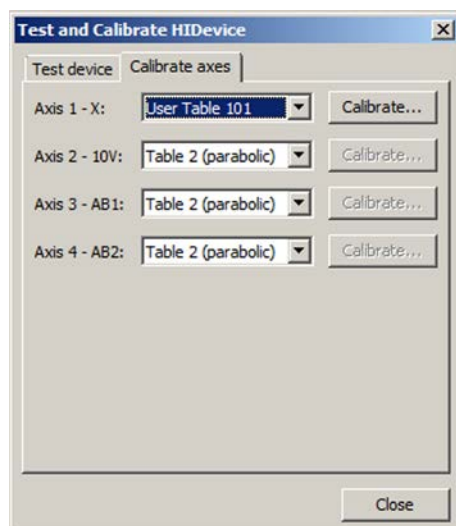 Test and Calibrate HIDevice
Test device Calibrate axes
Axis 1 - X: User Table 101 Calibrate...
Axis 2 - 10V: Table 2 (parabolic) Calibrate...
Axis 3 - AB1: Table 2 (parabolic) Calibrate...
Axis 4 - AB2: Table 2 (parabolic) Calibrate...
Close